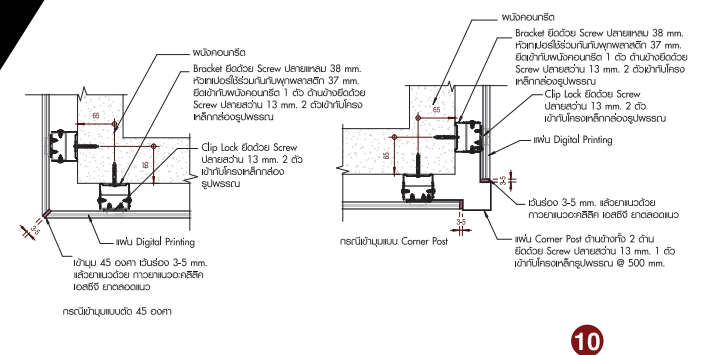 ผนังคอนกรีต
Bracket ยึดด้วย Screw ปลายแหลม 38 mm.
หัวเทเปอร์ใช้ร่วมกันกับพุกพลาสติก 37 mm.
ยึดเข้ากับผนังคอนกรีต 1 ตัว ด้านข้างยึดด้วย
Screw ปลายสว่าน 13 mm. 2 ตัวเข้ากับโครง
เหล็กกล่องรูปพรรณ
65
65
Clip Lock ยึดด้วย Screw
ปลายสว่าน 13 mm. 2 ตัว
เข้ากับโครงเหล็กกล่อง
รูปพรรณ
แผ่น Digital Printing
3-5
เข้ามุม 45 องศา เว้นร่อง 3-5 mm.
แล้วยาแนวด้วย กาวยาแนวอะคลิลิค
เอสซีจี ยาตลอดแนว
กรณีเข้ามุมแบบตัด 45 องศา
ผนังคอนกรีต
Bracket ยึดด้วย Screw ปลายแหลม 38 mm.
หัวเทเปอร์ใช้ร่วมกันกับพุกพลาสติก 37 mm.
ยึดเข้ากับผนังคอนกรีต 1 ตัว ด้านข้างยึดด้วย
Screw ปลายสว่าน 13 mm. 2 ตัวเข้ากับโครง
เหล็กกล่องรูปพรรณ
Clip Lock ยึดด้วย Screw
ปลายสว่าน 13 mm. 2 ตัว
เข้ากับโครงเหล็กกล่องรูปพรรณ
65
65
แผ่น Digital Printing
3-5
3-5
เว้นร่อง 3-5 mm. แล้วยาแนวด้วย
กาวยาแนวอะคลิลิค เอสซีจี ยาตลอดแนว
กรณีเข้ามุมแบบ Corner Post
แผ่น Corner Post ด้านข้างทั้ง 2 ด้าน
ยึดด้วย Screw ปลายสว่าน 13 mm. 1 ตัว
เข้ากับโครงเหล็กรูปพรรณ @ 500 mm.
10